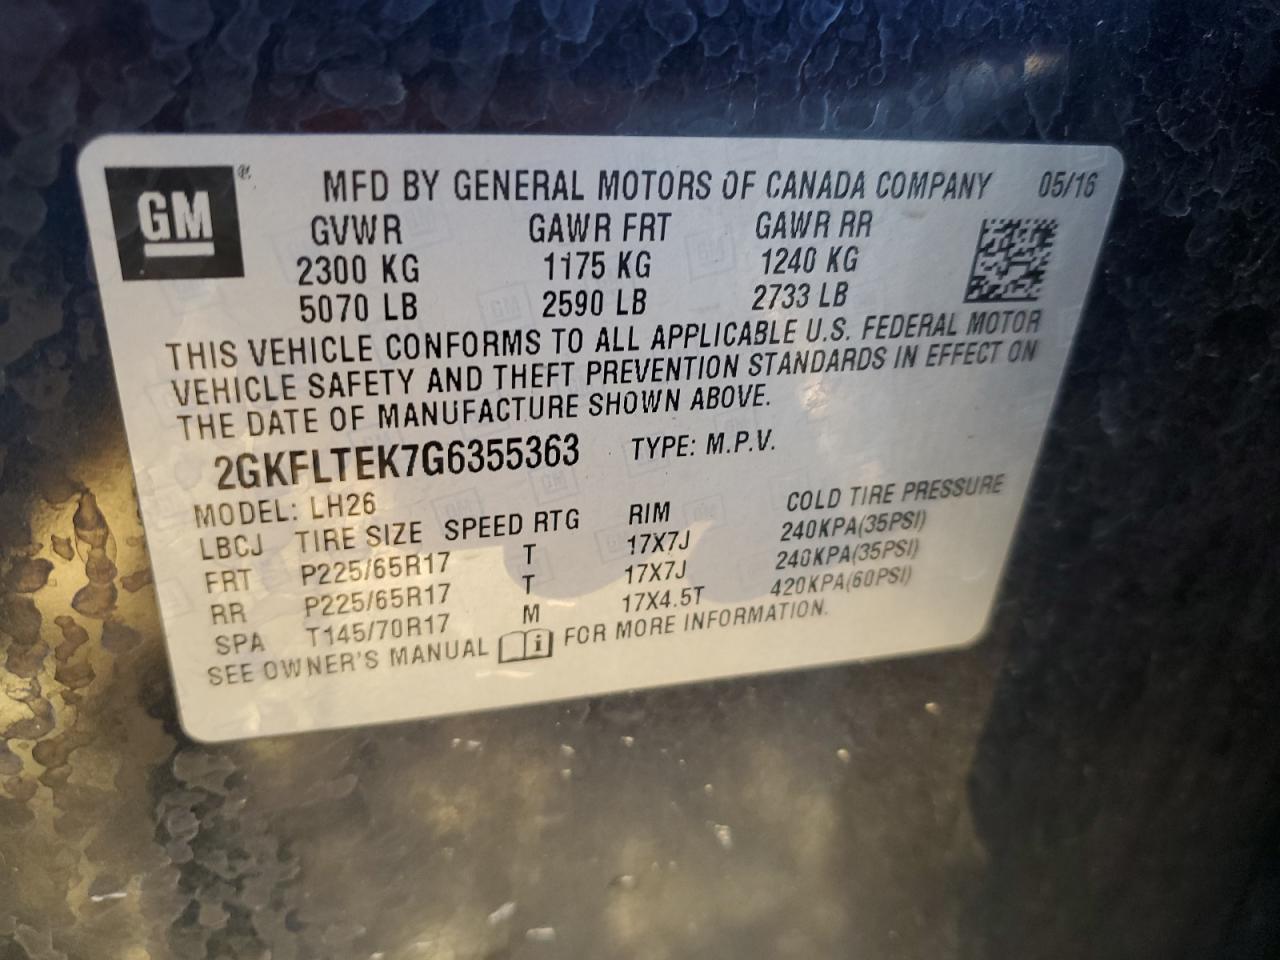 GM ®
MFD BY GENERAL MOTORS OF CANADA COMPANY 05/16
GVWR GAWR FRT GAWR RR
2300 KG 1175 KG 1240 KG
5070 LB 2590 LB 2733 LB
THIS VEHICLE CONFORMS TO ALL APPLICABLE U.S. FEDERAL MOTOR
VEHICLE SAFETY AND THEFT PREVENTION STANDARDS IN EFFECT ON
THE DATE OF MANUFACTURE SHOWN ABOVE.
2GKFLTEK7G6355363 TYPE: M.P.V.
MODEL: LH26
LBCJ TIRE SIZE SPEED RTG RIM COLD TIRE PRESSURE
FRT P225/65R17 T 17X7J 240KPA(35PSI)
RR P225/65R17 T 17X7J 240KPA(35PSI)
SPA T145/70R17 M 17X4.5T 420KPA(60PSI)
SEE OWNER'S MANUAL i FOR MORE INFORMATION.